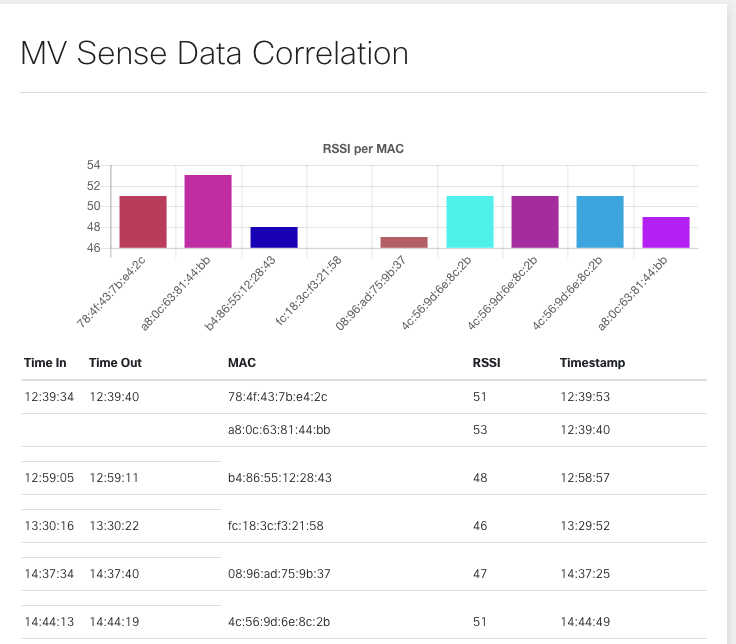 MV Sense Data Correlation
RSSI per MAC
54
52
50
48
46
78:4f:43:7b:e4:2c
a8:0c:63:81:44:bb
b4:86:55:12:28:43
fc:18:3c:f3:21:58
08:96:ad:75:9b:37
4c:56:9d:6e:8c:2b
4c:56:9d:6e:8c:2b
4c:56:9d:6e:8c:2b
a8:0c:63:81:44:bb
Time In Time Out MAC RSSI Timestamp
12:39:34 12:39:40 78:4f:43:7b:e4:2c 51 12:39:53
a8:0c:63:81:44:bb 53 12:39:40
12:59:05 12:59:11 b4:86:55:12:28:43 48 12:58:57
13:30:16 13:30:22 fc:18:3c:f3:21:58 46 13:29:52
14:37:34 14:37:40 08:96:ad:75:9b:37 47 14:37:25
14:44:13 14:44:19 4c:56:9d:6e:8c:2b 51 14:44:49